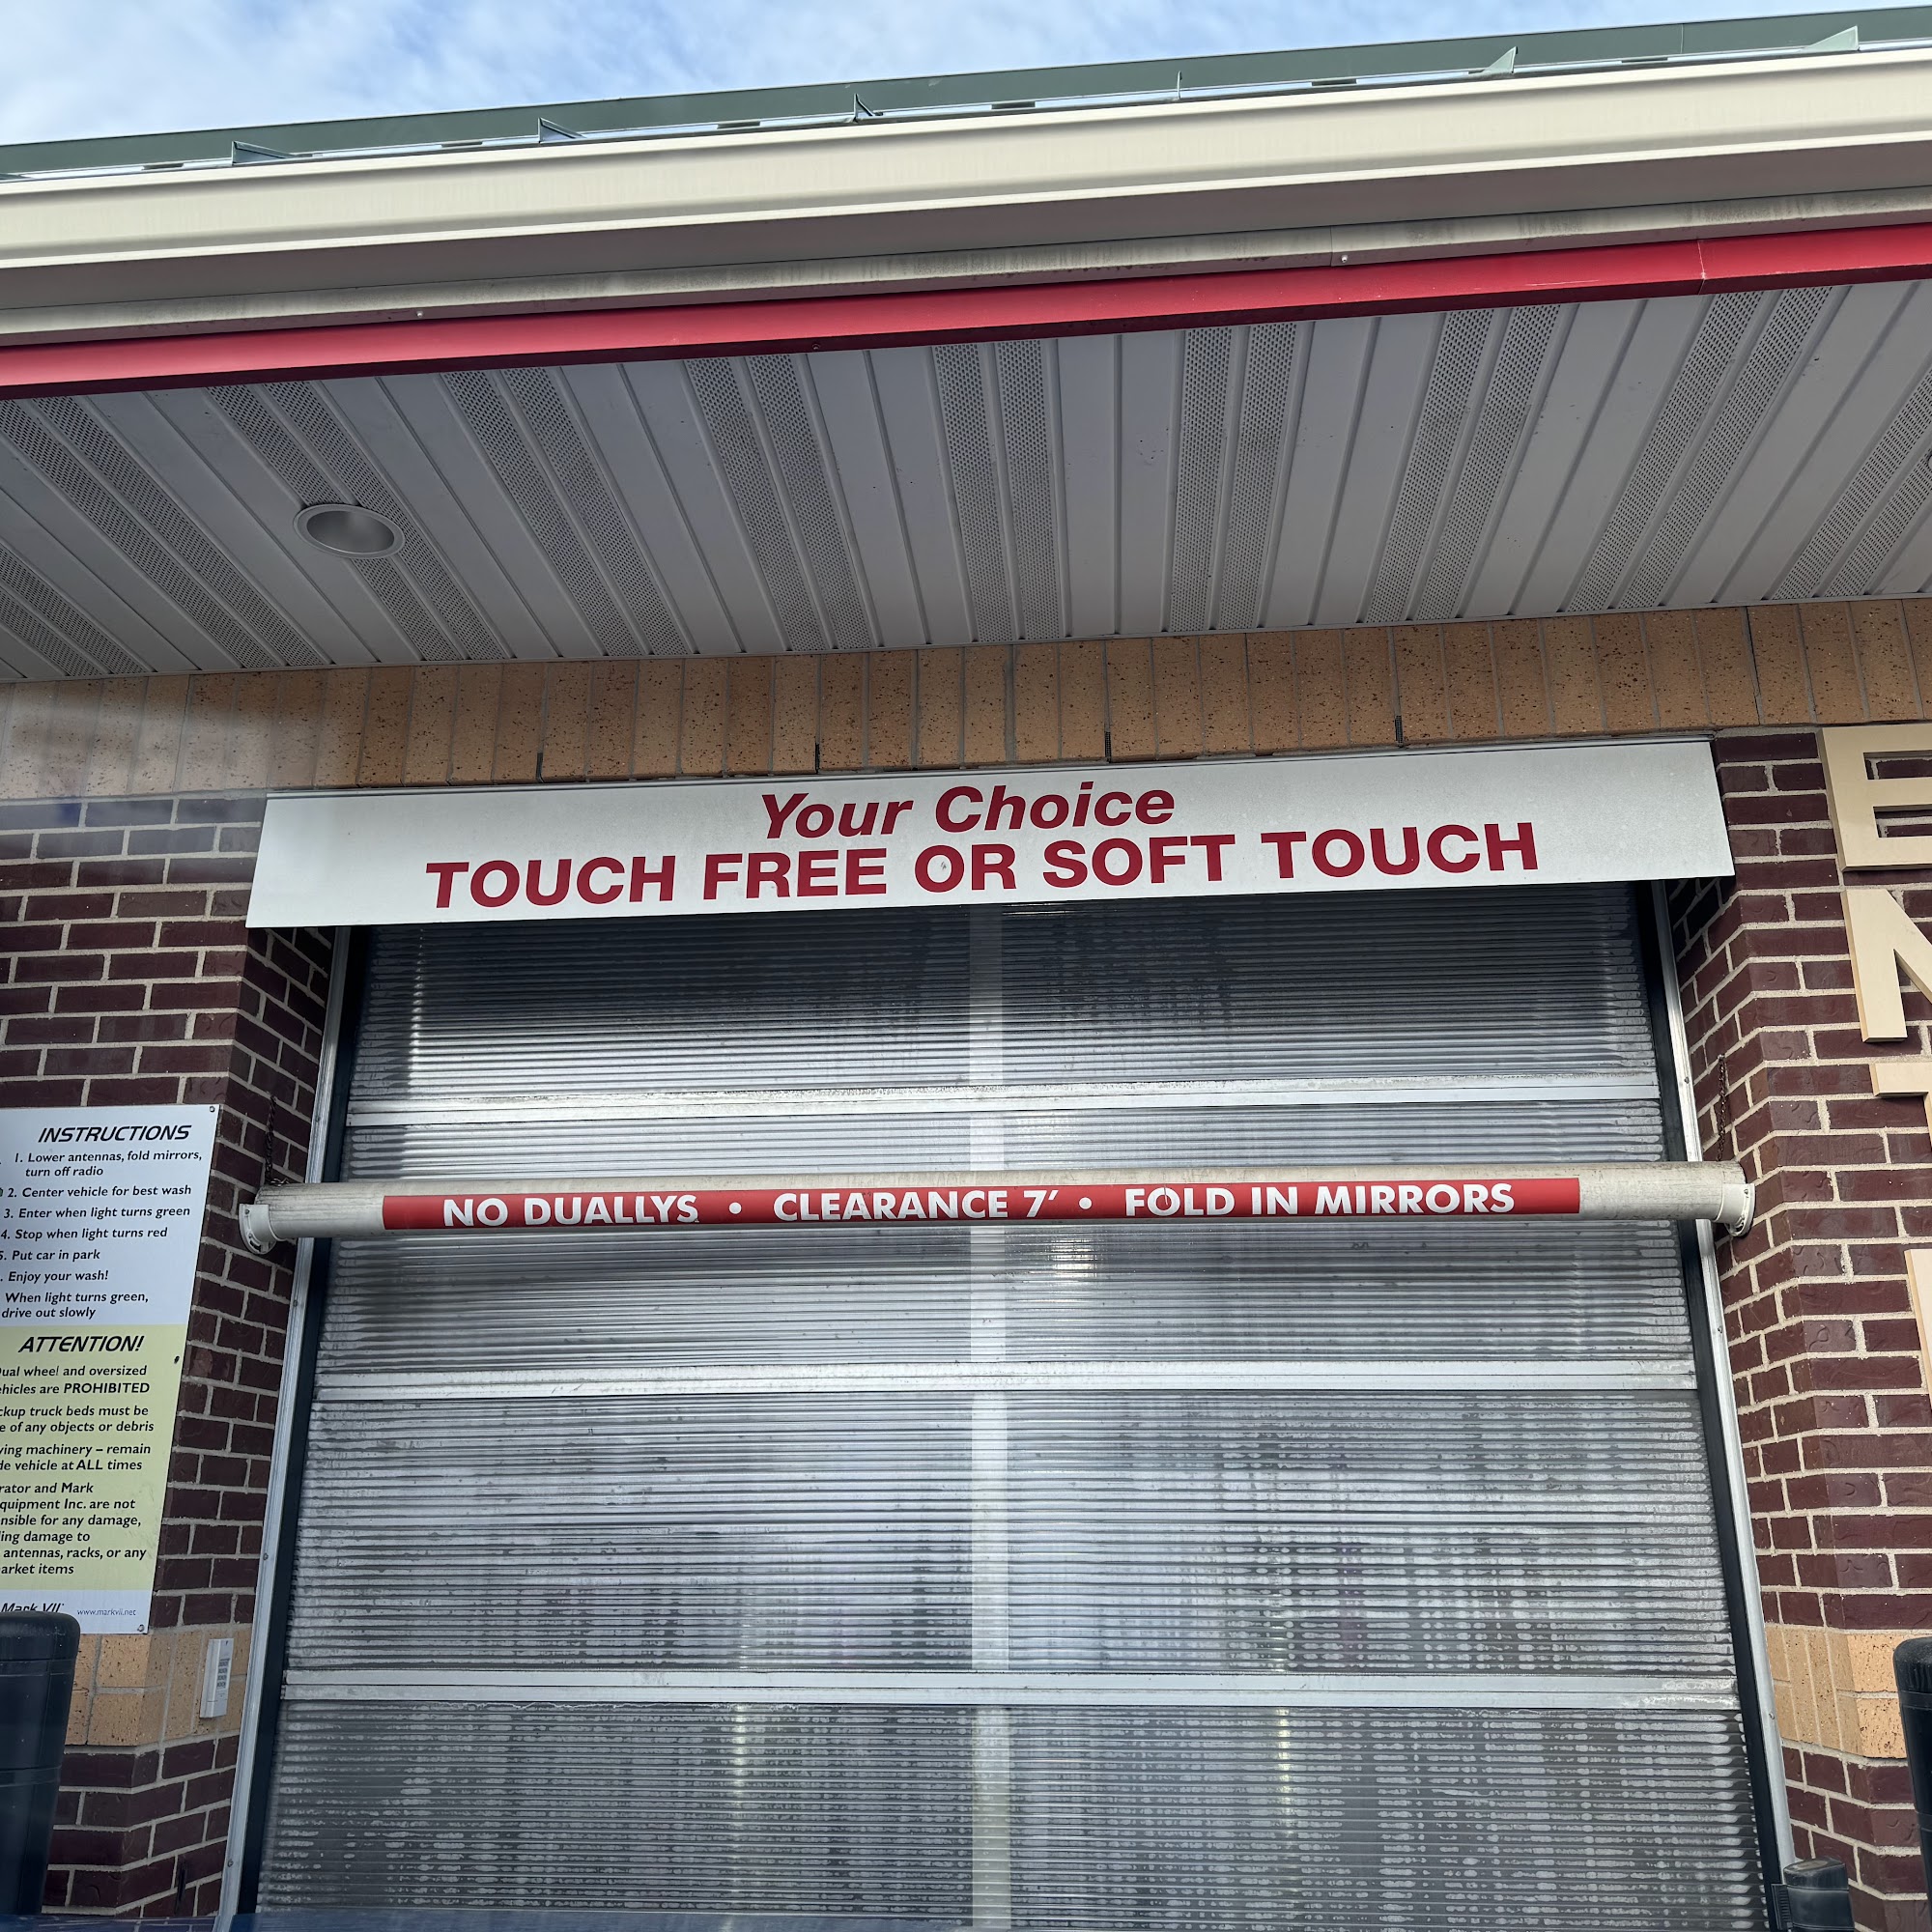 Your Choice
TOUCH FREE OR SOFT TOUCH
NO DUALLYS • CLEARANCE 7' • FOLD IN MIRRORS
INSTRUCTIONS
1. Lower antennas, fold mirrors,
turn off radio
2. Center vehicle for best wash
3. Enter when light turns green
4. Stop when light turns red
5. Put car in park
. Enjoy your wash!
When light turns green,
drive out slowly
ATTENTION!
wheel and oversized
are PROHIBITED
truck beds must be
of any objects or debris
machinery – remain
vehicle at ALL times
and Mark
Inc. are not
for any damage,
damage to
antennas, racks, or any
items
Mark VII
www.markvii.net
E
N
T